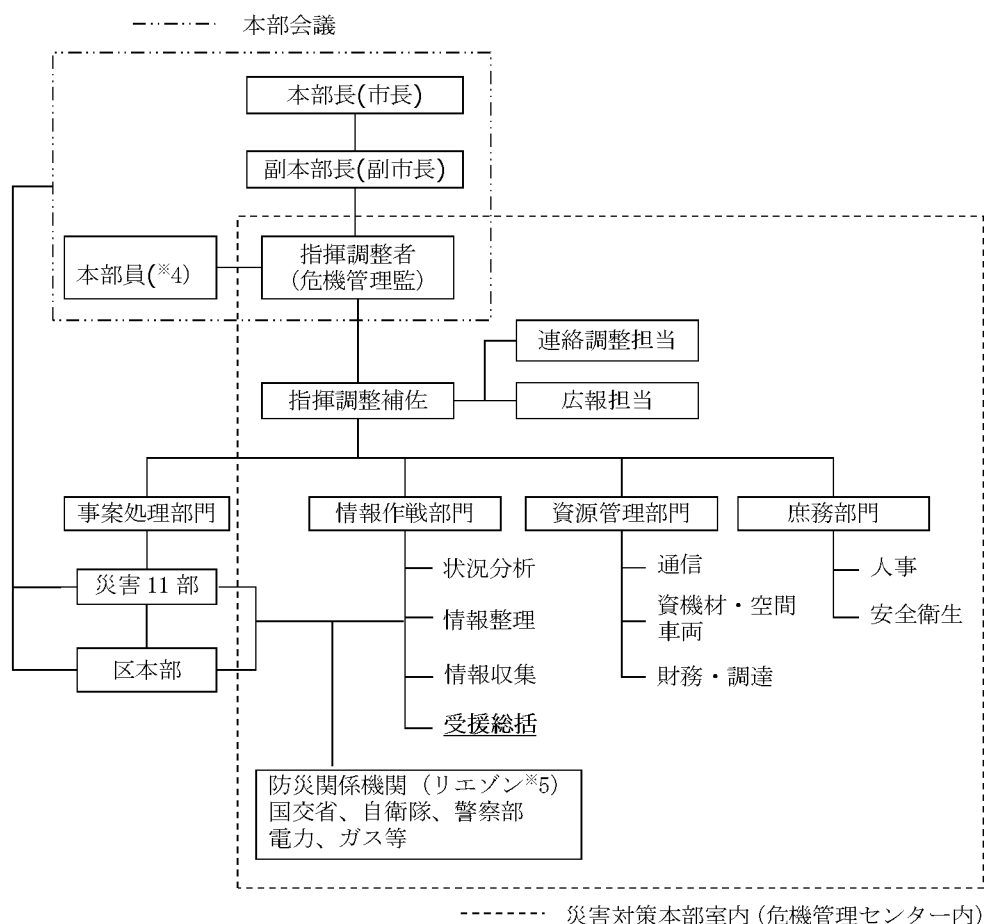 本部会議
本部長(市長)
副本部長(副市長)
本部員(※4)
指揮調整者
(危機管理監)
連絡調整担当
指揮調整補佐
広報担当
事案処理部門
情報作戦部門
資源管理部門
庶務部門
災害11部
区本部
状況分析
情報整理
情報収集
受援総括
通信
資機材・空間
車両
財務・調達
人事
安全衛生
防災関係機関（リエゾン※5）
国交省、自衛隊、警察部
電力、ガス等
災害対策本部室内(危機管理センター内)